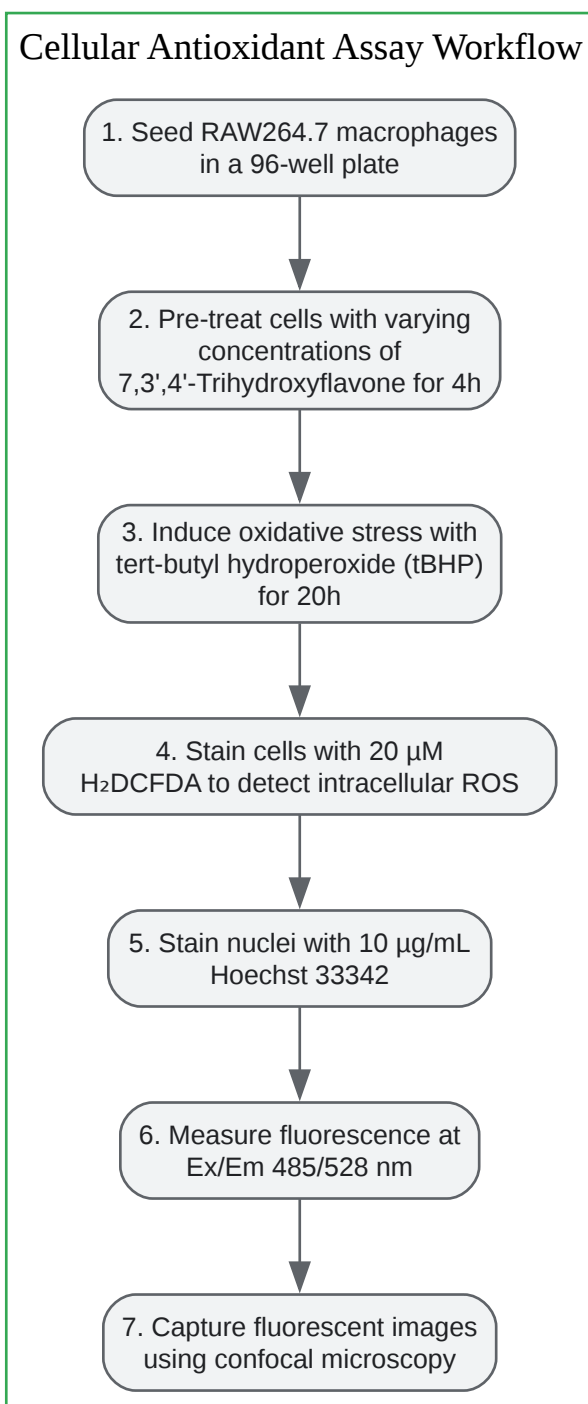 Cellular Antioxidant Assay Workflow
1. Seed RAW264.7 macrophages
in a 96-well plate
2. Pre-treat cells with varying
concentrations of
7,3',4'-Trihydroxyflavone for 4h
3. Induce oxidative stress with
tert-butyl hydroperoxide (tBHP)
for 20h
4. Stain cells with 20 µM
H₂DCFDA to detect intracellular ROS
5. Stain nuclei with 10 µg/mL
Hoechst 33342
6. Measure fluorescence at
Ex/Em 485/528 nm
7. Capture fluorescent images
using confocal microscopy